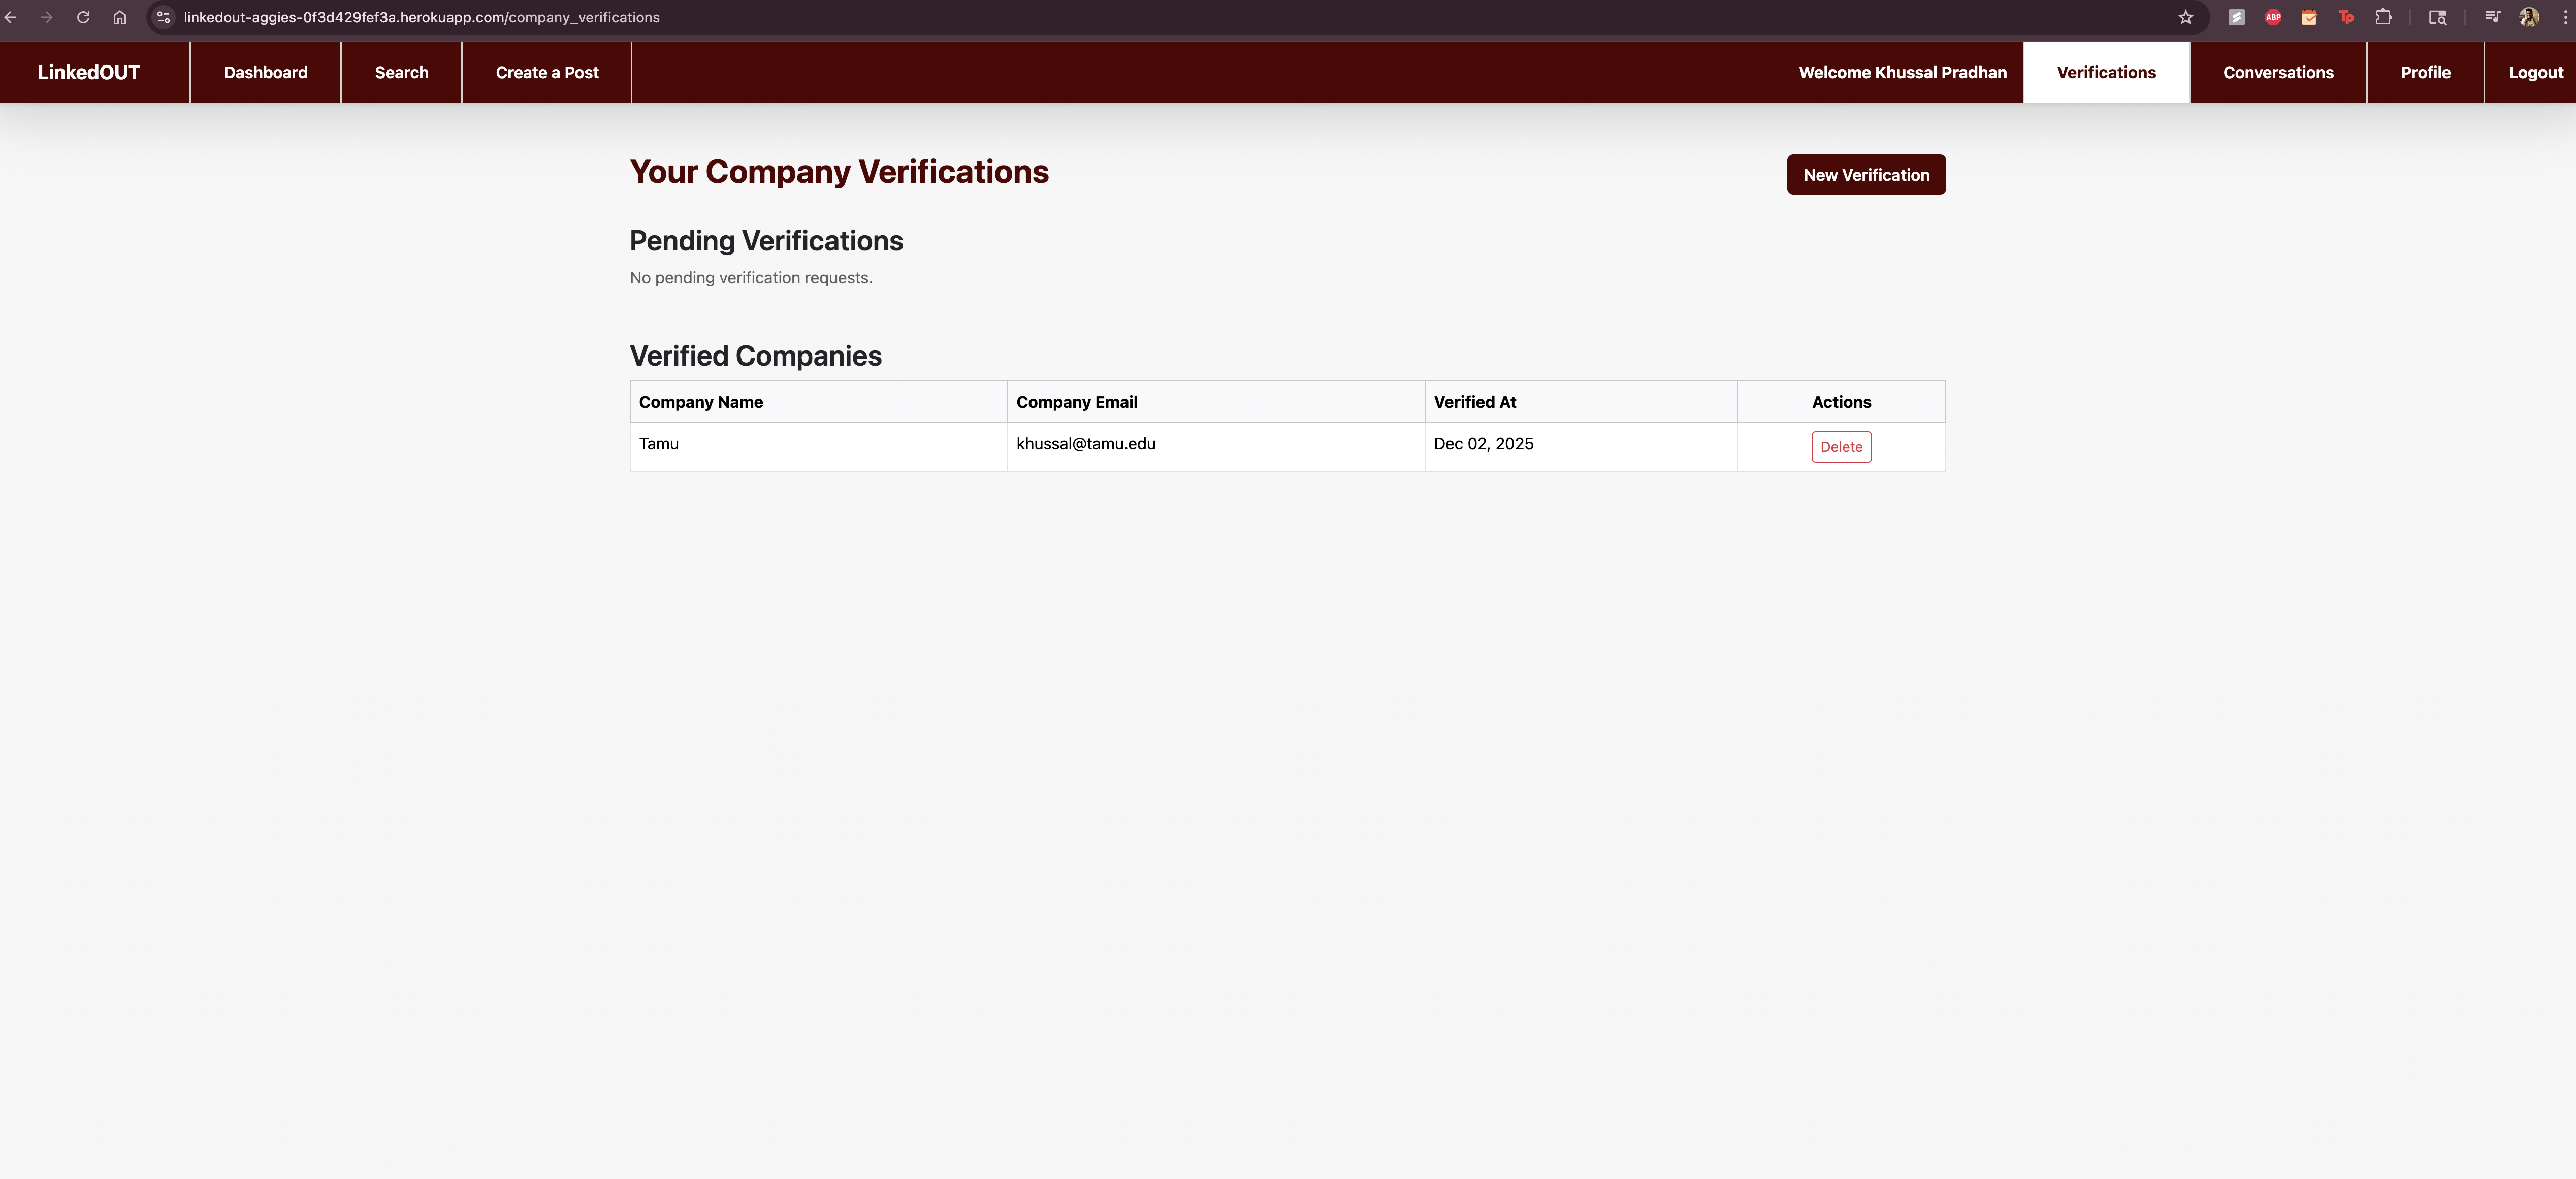 linkedout-aggies-0f3d429fef3a.herokuapp.com/company_verifications
ABP
Tp
LinkedOUT Dashboard Search Create a Post Welcome Khussal Pradhan Verifications Conversations Profile Logout
Your Company Verifications New Verification
Pending Verifications
No pending verification requests.
Verified Companies
Company Name Company Email Verified At Actions
Tamu khussal@tamu.edu Dec 02, 2025 Delete